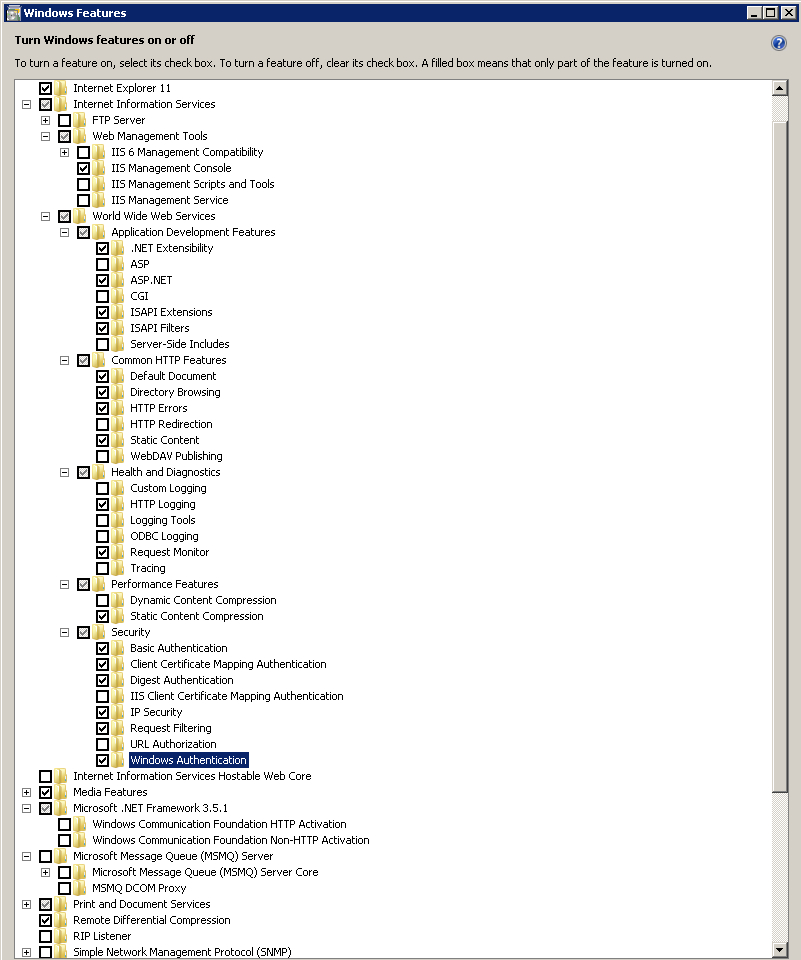 Windows Features
Turn Windows features on or off
To turn a feature on, select its check box. To turn a feature off, clear its check box. A filled box means that only part of the feature is turned on.
Internet Explorer 11
Internet Information Services
FTP Server
Web Management Tools
IIS 6 Management Compatibility
IIS Management Console
IIS Management Scripts and Tools
IIS Management Service
World Wide Web Services
Application Development Features
.NET Extensibility
ASP
ASP.NET
CGI
ISAPI Extensions
ISAPI Filters
Server-Side Includes
Common HTTP Features
Default Document
Directory Browsing
HTTP Errors
HTTP Redirection
Static Content
WebDAV Publishing
Health and Diagnostics
Custom Logging
HTTP Logging
Logging Tools
ODBC Logging
Request Monitor
Tracing
Performance Features
Dynamic Content Compression
Static Content Compression
Security
Basic Authentication
Client Certificate Mapping Authentication
Digest Authentication
IIS Client Certificate Mapping Authentication
IP Security
Request Filtering
URL Authorization
Windows Authentication
Internet Information Services Hostable Web Core
Media Features
Microsoft .NET Framework 3.5.1
Windows Communication Foundation HTTP Activation
Windows Communication Foundation Non-HTTP Activation
Microsoft Message Queue (MSMQ) Server
Microsoft Message Queue (MSMQ) Server Core
MSMQ DCOM Proxy
Print and Document Services
Remote Differential Compression
RIP Listener
Simple Network Management Protocol (SNMP)